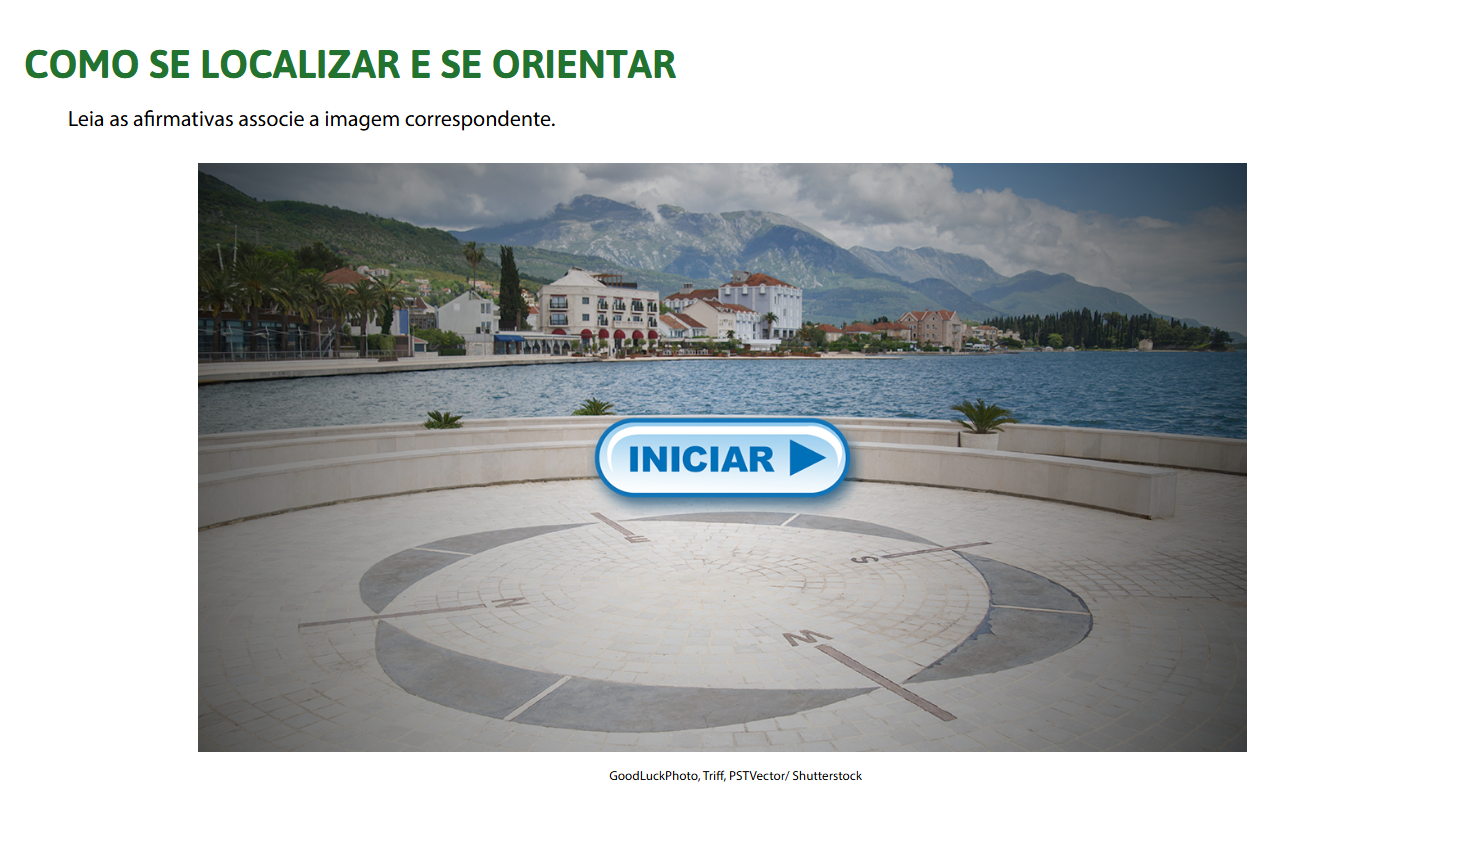 COMO SE LOCALIZAR E SE ORIENTAR
Leia as afirmativas associe a imagem correspondente.
INICIAR
E
S
N
W
GoodLuckPhoto, Triff, PSTVector/ Shutterstock